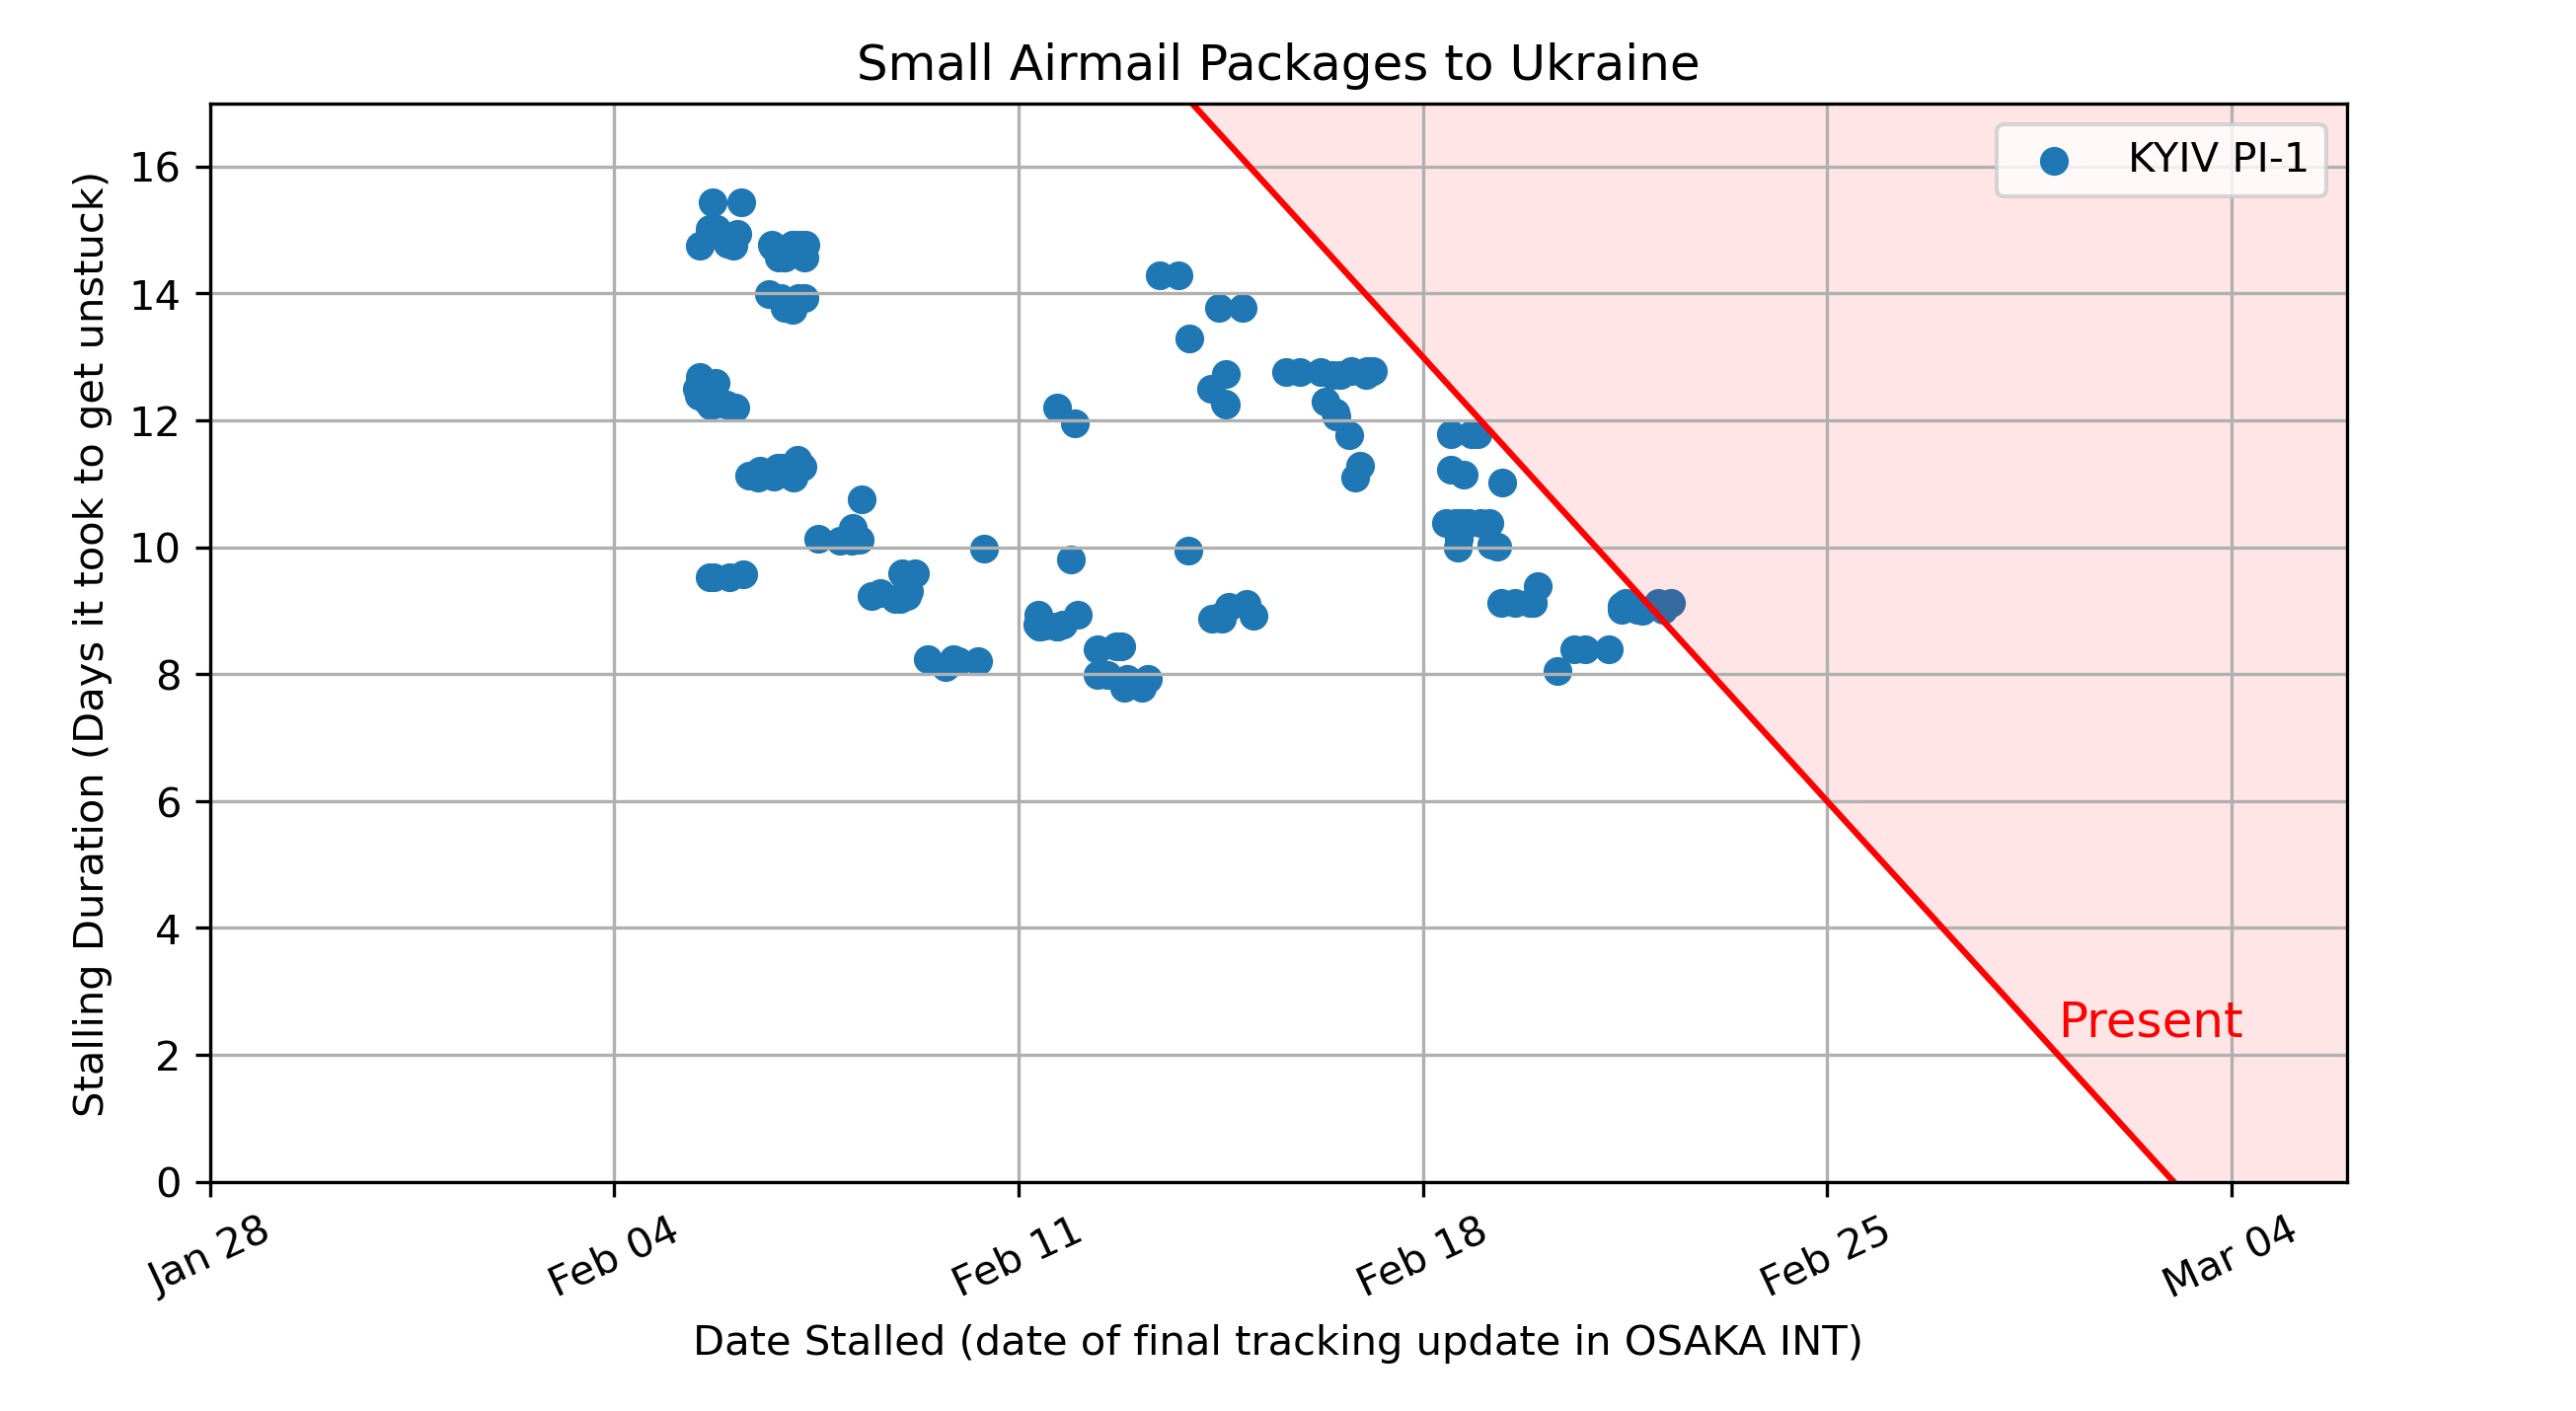 Small Airmail Packages to Ukraine
KYIV PI-1
Stalling Duration (Days it took to get unstuck)
16
14
12
10
8
6
4
2
0
Present
Jan 28
Feb 04
Feb 11
Feb 18
Feb 25
Mar 04
Date Stalled (date of final tracking update in OSAKA INT)